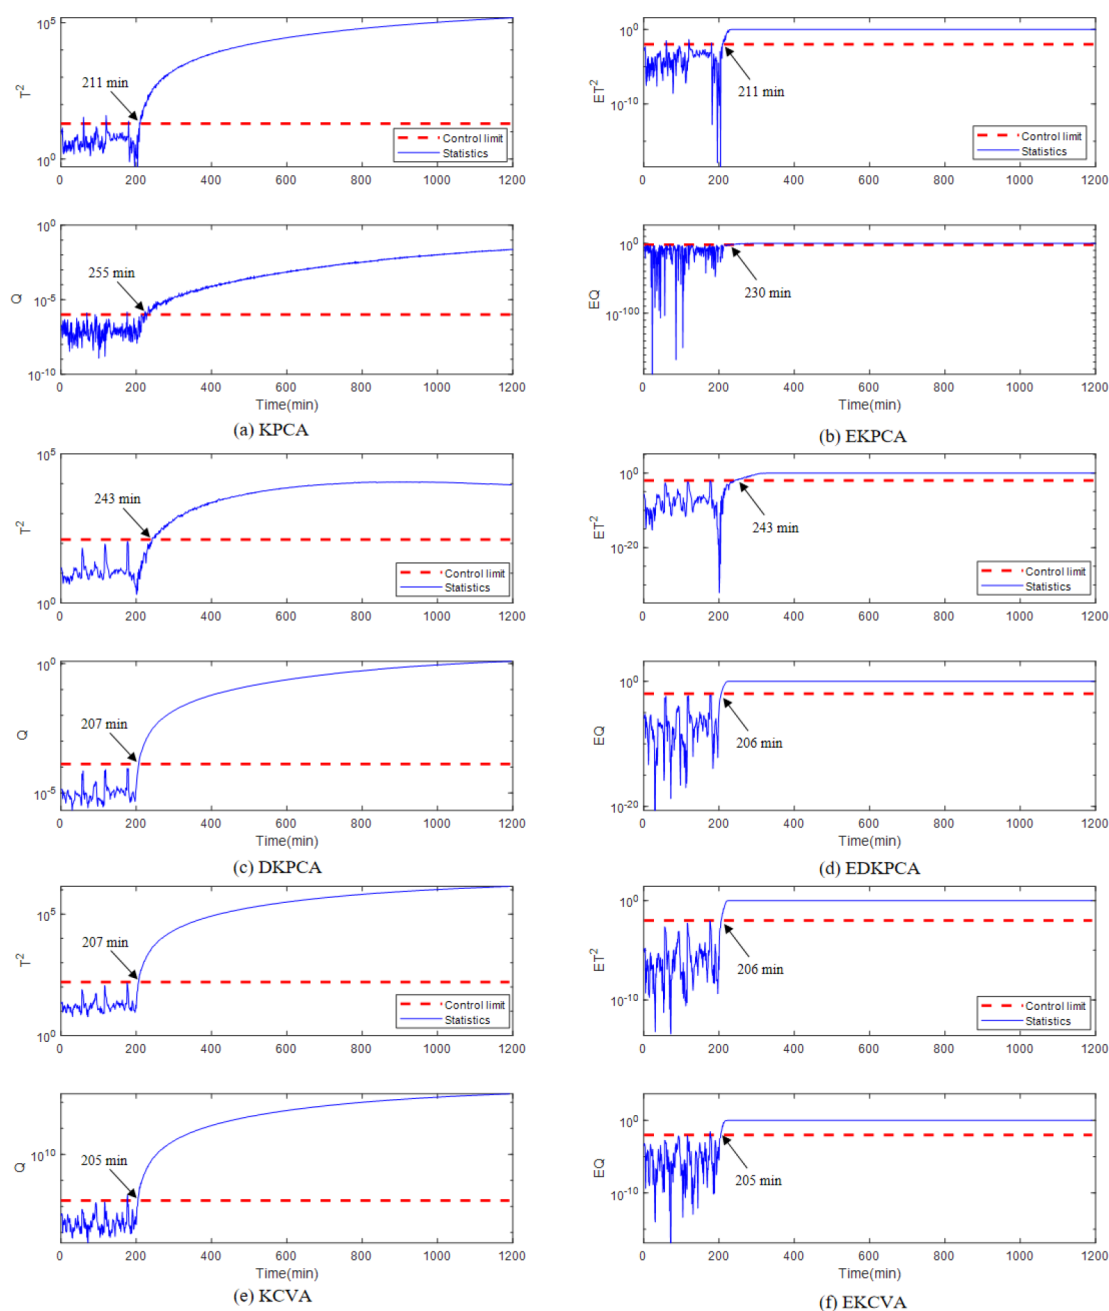 10^5
T^2
10^0
211 min
Control limit
Statistics
0 200 400 600 800 1000 1200
10^0
Q
10^-5
10^-10
255 min
0 200 400 600 800 1000 1200
Time(min)
(a) KPCA
10^0
ET^2
10^-10
211 min
Control limit
Statistics
0 200 400 600 800 1000 1200
10^0
EQ
10^-100
230 min
0 200 400 600 800 1000 1200
Time(min)
(b) EKPCA
10^5
T^2
10^0
243 min
Control limit
Statistics
0 200 400 600 800 1000 1200
10^0
Q
10^-5
207 min
0 200 400 600 800 1000 1200
Time(min)
(c) DKPCA
10^0
ET^2
10^-20
243 min
Control limit
Statistics
0 200 400 600 800 1000 1200
10^0
EQ
10^-20
206 min
0 200 400 600 800 1000 1200
Time(min)
(d) EDKPCA
10^5
T^2
10^0
207 min
Control limit
Statistics
0 200 400 600 800 1000 1200
Q
10^10
205 min
0 200 400 600 800 1000 1200
Time(min)
(e) KCVA
10^0
ET^2
10^-10
206 min
Control limit
Statistics
0 200 400 600 800 1000 1200
10^0
EQ
10^-10
205 min
0 200 400 600 800 1000 1200
Time(min)
(f) EKCVA